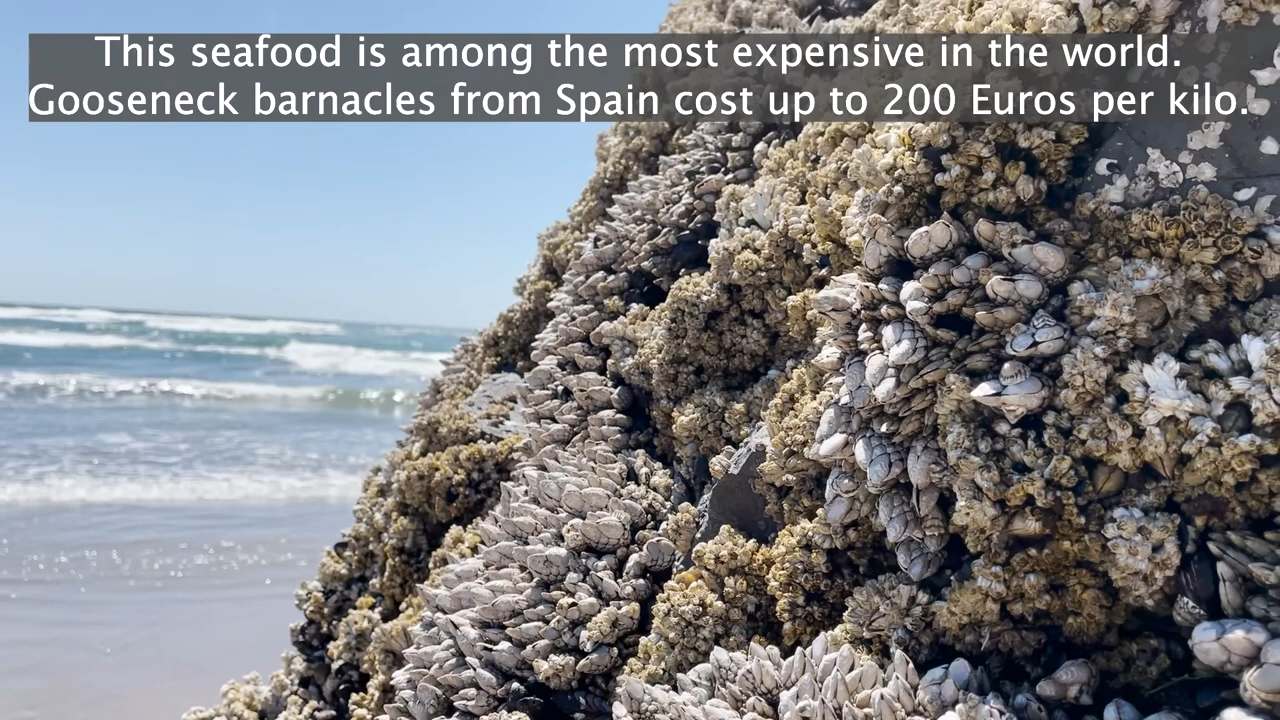 This seafood is among the most expensive in the world.
Gooseneck barnacles from Spain cost up to 200 Euros per kilo.